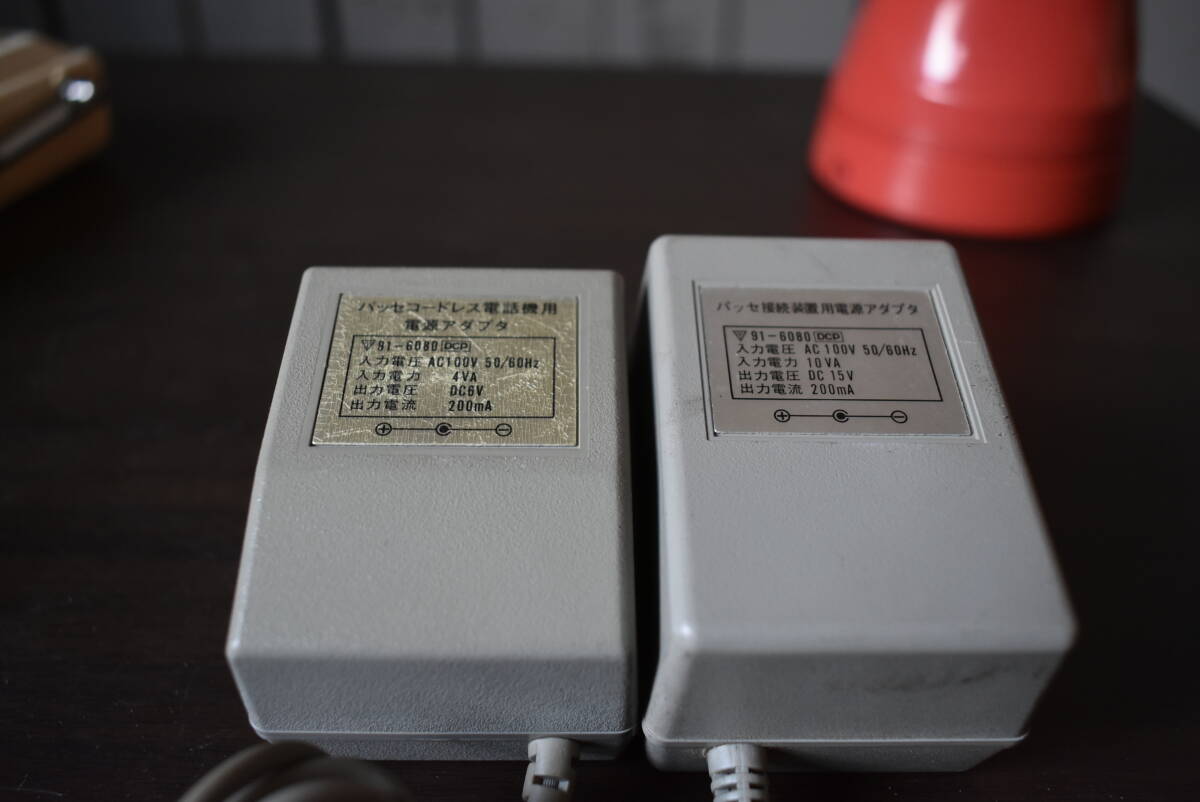 パッセコードレス電話機用
電源アダプタ
91-6080 DCP
入力電圧 AC100V 50/60Hz
入力電力 4VA
出力電圧 DC6V
出力電流 200mA
パッセ接続装置用電源アダプタ
91-6080 DCP
入力電圧 AC100V 50/60Hz
入力電力 10VA
出力電圧 DC15V
出力電流 200mA